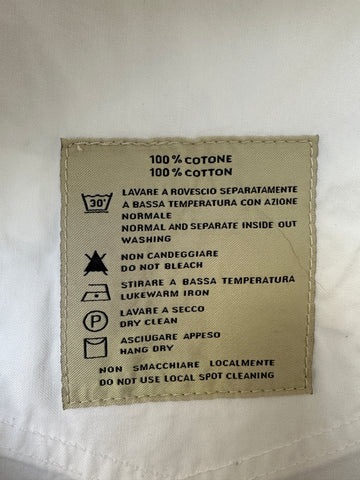 100 % COTONE
100 % COTTON
30°
LAVARE A ROVESCIO SEPARATAMENTE
A BASSA TEMPERATURA CON AZIONE
NORMALE
NORMAL AND SEPARATE INSIDE OUT
WASHING
NON CANDEGGIARE
DO NOT BLEACH
STIRARE A BASSA TEMPERATURA
LUKEWARM IRON
P
LAVARE A SECCO
DRY CLEAN
ASCIUGARE APPESO
HANG DRY
NON SMACCHIARE LOCALMENTE
DO NOT USE LOCAL SPOT CLEANING